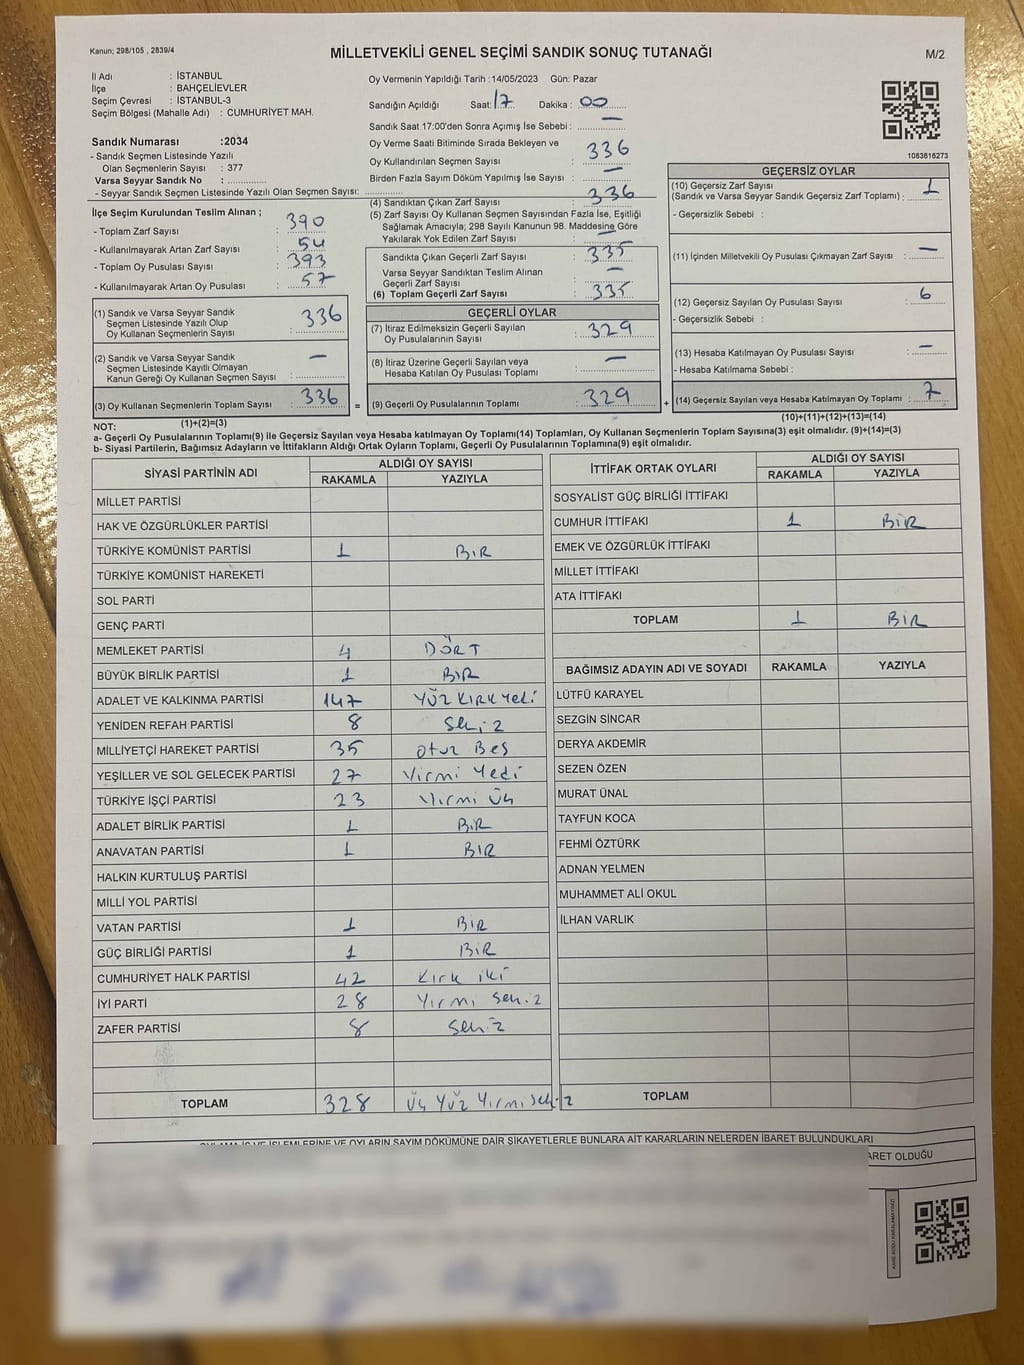 Kanun; 298/105 , 2839/4
MİLLETVEKİLİ GENEL SEÇİMİ SANDIK SONUÇ TUTANAĞI
M/2
İl Adı : İSTANBUL
İlçe : BAHÇELİEVLER
Seçim Çevresi : İSTANBUL-3
Seçim Bölgesi (Mahalle Adı) : CUMHURİYET MAH.
Oy Vermenin Yapıldığı Tarih :14/05/2023 Gün: Pazar
Sandığın Açıldığı Saat: 17 Dakika : 00
Sandık Saat 17:00'den Sonra Açımış İse Sebebi : —
Oy Verme Saati Bitiminde Sırada Bekleyen ve
Oy Kullandırılan Seçmen Sayısı : 336
Birden Fazla Sayım Döküm Yapılmış İse Sayısı : —
Sandık Numarası :2034
- Sandık Seçmen Listesinde Yazılı
Olan Seçmenlerin Sayısı : 377
Varsa Seyyar Sandık No :
- Seyyar Sandık Seçmen Listesinde Yazılı Olan Seçmen Sayısı:
İlçe Seçim Kurulundan Teslim Alınan ;
- Toplam Zarf Sayısı : 390
- Kullanılmayarak Artan Zarf Sayısı : 54
- Toplam Oy Pusulası Sayısı : 393
- Kullanılmayarak Artan Oy Pusulası : 57
(1) Sandık ve Varsa Seyyar Sandık
Seçmen Listesinde Yazılı Olup
Oy Kullanan Seçmenlerin Sayısı : 336
(2) Sandık ve Varsa Seyyar Sandık
Seçmen Listesinde Kayıtlı Olmayan
Kanun Gereği Oy Kullanan Seçmen Sayısı : —
(3) Oy Kullanan Seçmenlerin Toplam Sayısı : 336
(1)+(2)=(3)
(4) Sandıktan Çıkan Zarf Sayısı : 336
(5) Zarf Sayısı Oy Kullanan Seçmen Sayısından Fazla İse, Eşitliği
Sağlamak Amacıyla; 298 Sayılı Kanunun 98. Maddesine Göre
Yakılarak Yok Edilen Zarf Sayısı : —
Sandıkta Çıkan Geçerli Zarf Sayısı : 335
Varsa Seyyar Sandıktan Teslim Alınan
Geçerli Zarf Sayısı : —
(6) Toplam Geçerli Zarf Sayısı : 335
GEÇERLİ OYLAR
(7) İtiraz Edilmeksizin Geçerli Sayılan
Oy Pusulalarının Sayısı : 329
(8) İtiraz Üzerine Geçerli Sayılan veya
Hesaba Katılan Oy Pusulası Toplamı : —
= (9) Geçerli Oy Pusulalarının Toplamı : 329 +
1083616273
GEÇERSİZ OYLAR
(10) Geçersiz Zarf Sayısı
(Sandık ve Varsa Seyyar Sandık Geçersiz Zarf Toplamı) : 1
- Geçersizlik Sebebi :
(11) İçinden Milletvekili Oy Pusulası Çıkmayan Zarf Sayısı : —
(12) Geçersiz Sayılan Oy Pusulası Sayısı : 6
- Geçersizlik Sebebi :
(13) Hesaba Katılmayan Oy Pusulası Sayısı : —
- Hesaba Katılmama Sebebi :
(14) Geçersiz Sayılan veya Hesaba Katılmayan Oy Toplamı : 7
(10)+(11)+(12)+(13)=(14)
NOT:
a- Geçerli Oy Pusulalarının Toplamı(9) ile Geçersiz Sayılan veya Hesaba katılmayan Oy Toplamı(14) Toplamları, Oy Kullanan Seçmenlerin Toplam Sayısına(3) eşit olmalıdır. (9)+(14)=(3)
b- Siyasi Partilerin, Bağımsız Adayların ve İttifakların Aldığı Ortak Oyların Toplamı, Geçerli Oy Pusulalarının Toplamına(9) eşit olmalıdır.
SİYASİ PARTİNİN ADI ALDIĞI OY SAYISI
RAKAMLA YAZIYLA
MİLLET PARTİSİ
HAK VE ÖZGÜRLÜKLER PARTİSİ
TÜRKİYE KOMÜNİST PARTİSİ 1 BİR
TÜRKİYE KOMÜNİST HAREKETİ
SOL PARTİ
GENÇ PARTİ
MEMLEKET PARTİSİ 4 DÖRT
BÜYÜK BİRLİK PARTİSİ 1 BİR
ADALET VE KALKINMA PARTİSİ 147 YÜZ KIRK Yedi
YENİDEN REFAH PARTİSİ 8 Sekiz
MİLLİYETÇİ HAREKET PARTİSİ 35 otuz Beş
YEŞİLLER VE SOL GELECEK PARTİSİ 27 Yirmi Yedi
TÜRKİYE İŞÇİ PARTİSİ 23 Yirmi Üç
ADALET BİRLİK PARTİSİ 1 BİR
ANAVATAN PARTİSİ 1 BİR
HALKIN KURTULUŞ PARTİSİ
MİLLİ YOL PARTİSİ
VATAN PARTİSİ 1 BİR
GÜÇ BİRLİĞİ PARTİSİ 1 BİR
CUMHURİYET HALK PARTİSİ 42 Kırk iki
İYİ PARTİ 28 Yirmi Sekiz
ZAFER PARTİSİ 8 Sekiz
TOPLAM 328 Üç Yüz Yirmi Sekiz
İTTİFAK ORTAK OYLARI ALDIĞI OY SAYISI
RAKAMLA YAZIYLA
SOSYALİST GÜÇ BİRLİĞİ İTTİFAKI
CUMHUR İTTİFAKI 1 BİR
EMEK VE ÖZGÜRLÜK İTTİFAKI
MİLLET İTTİFAKI
ATA İTTİFAKI
TOPLAM 1 BİR
BAĞIMSIZ ADAYIN ADI VE SOYADI RAKAMLA YAZIYLA
LÜTFÜ KARAYEL
SEZGİN SİNCAR
DERYA AKDEMİR
SEZEN ÖZEN
MURAT ÜNAL
TAYFUN KOCA
FEHMİ ÖZTÜRK
ADNAN YELMEN
MUHAMMET ALİ OKUL
İLHAN VARLIK
TOPLAM
OYLAMA İŞ VE İŞLEMLERİNE VE OYLARIN SAYIM DÖKÜMÜNE DAİR ŞİKAYETLERLE BUNLARA AİT KARARLARIN NELERDEN İBARET BULUNDUKLARI
ARET OLDUĞU